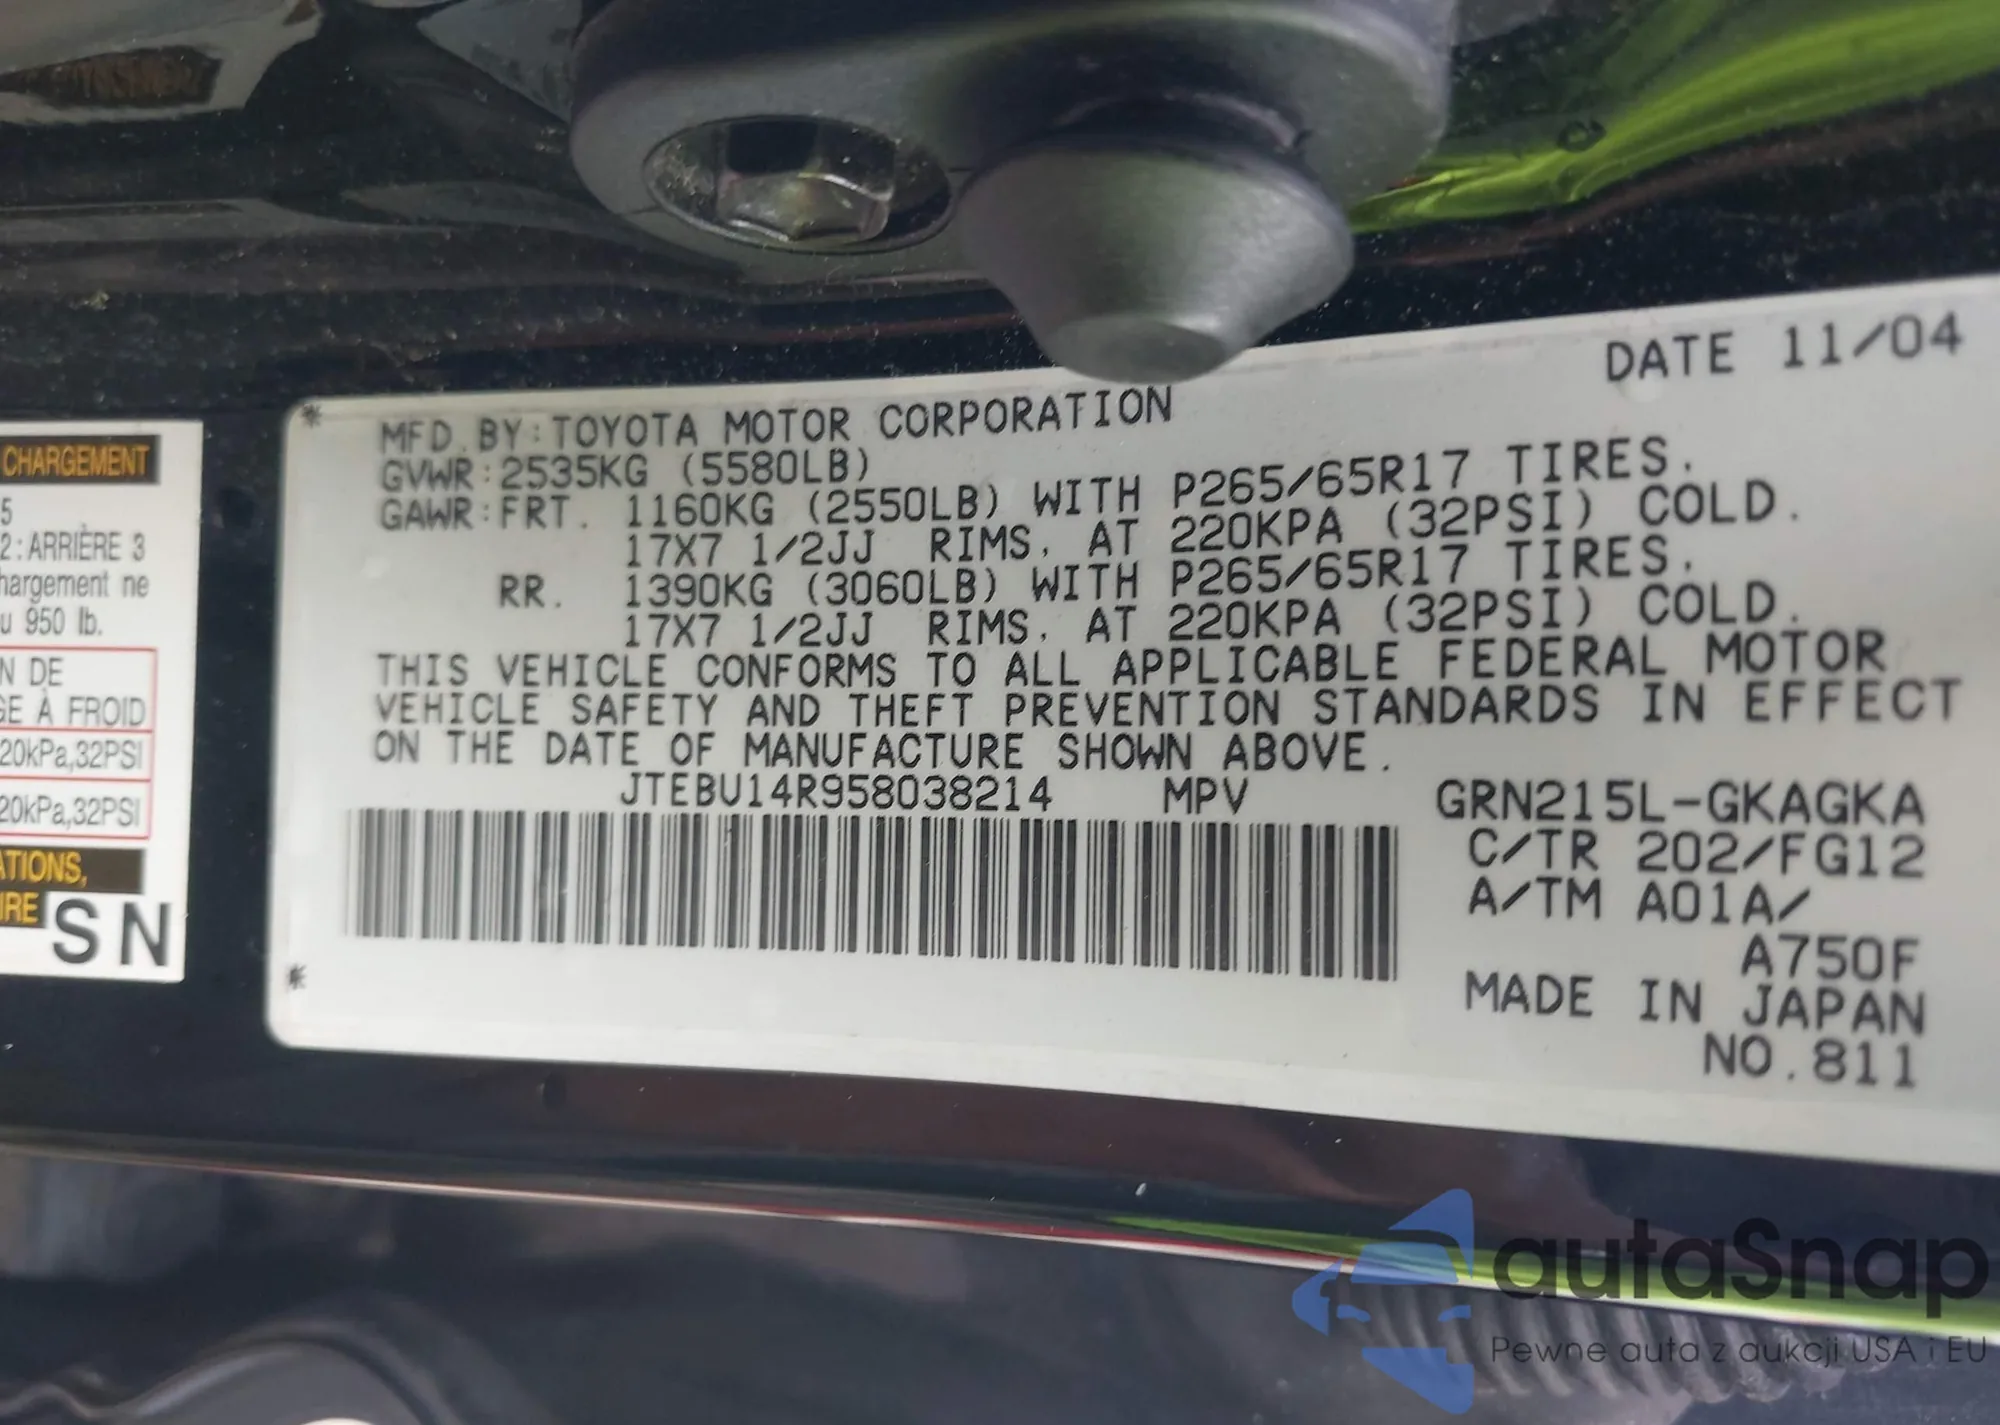 CHARGEMENT
5
2:ARRIÈRE 3
hargement ne
u 950 lb.
N DE
GE À FROID
20kPa,32PSI
20kPa,32PSI
ATIONS,
IRE
SN
DATE 11/04
MFD.BY:TOYOTA MOTOR CORPORATION
GVWR:2535KG (5580LB)
GAWR:FRT. 1160KG (2550LB) WITH P265/65R17 TIRES.
17X7 1/2JJ RIMS, AT 220KPA (32PSI) COLD.
RR. 1390KG (3060LB) WITH P265/65R17 TIRES.
17X7 1/2JJ RIMS, AT 220KPA (32PSI) COLD.
THIS VEHICLE CONFORMS TO ALL APPLICABLE FEDERAL MOTOR
VEHICLE SAFETY AND THEFT PREVENTION STANDARDS IN EFFECT
ON THE DATE OF MANUFACTURE SHOWN ABOVE.
JTEBU14R958038214 MPV GRN215L-GKAGKA
C/TR 202/FG12
A/TM A01A/
A750F
MADE IN JAPAN
NO.811
autaSnap
Pewne auta z aukcji USA i EU